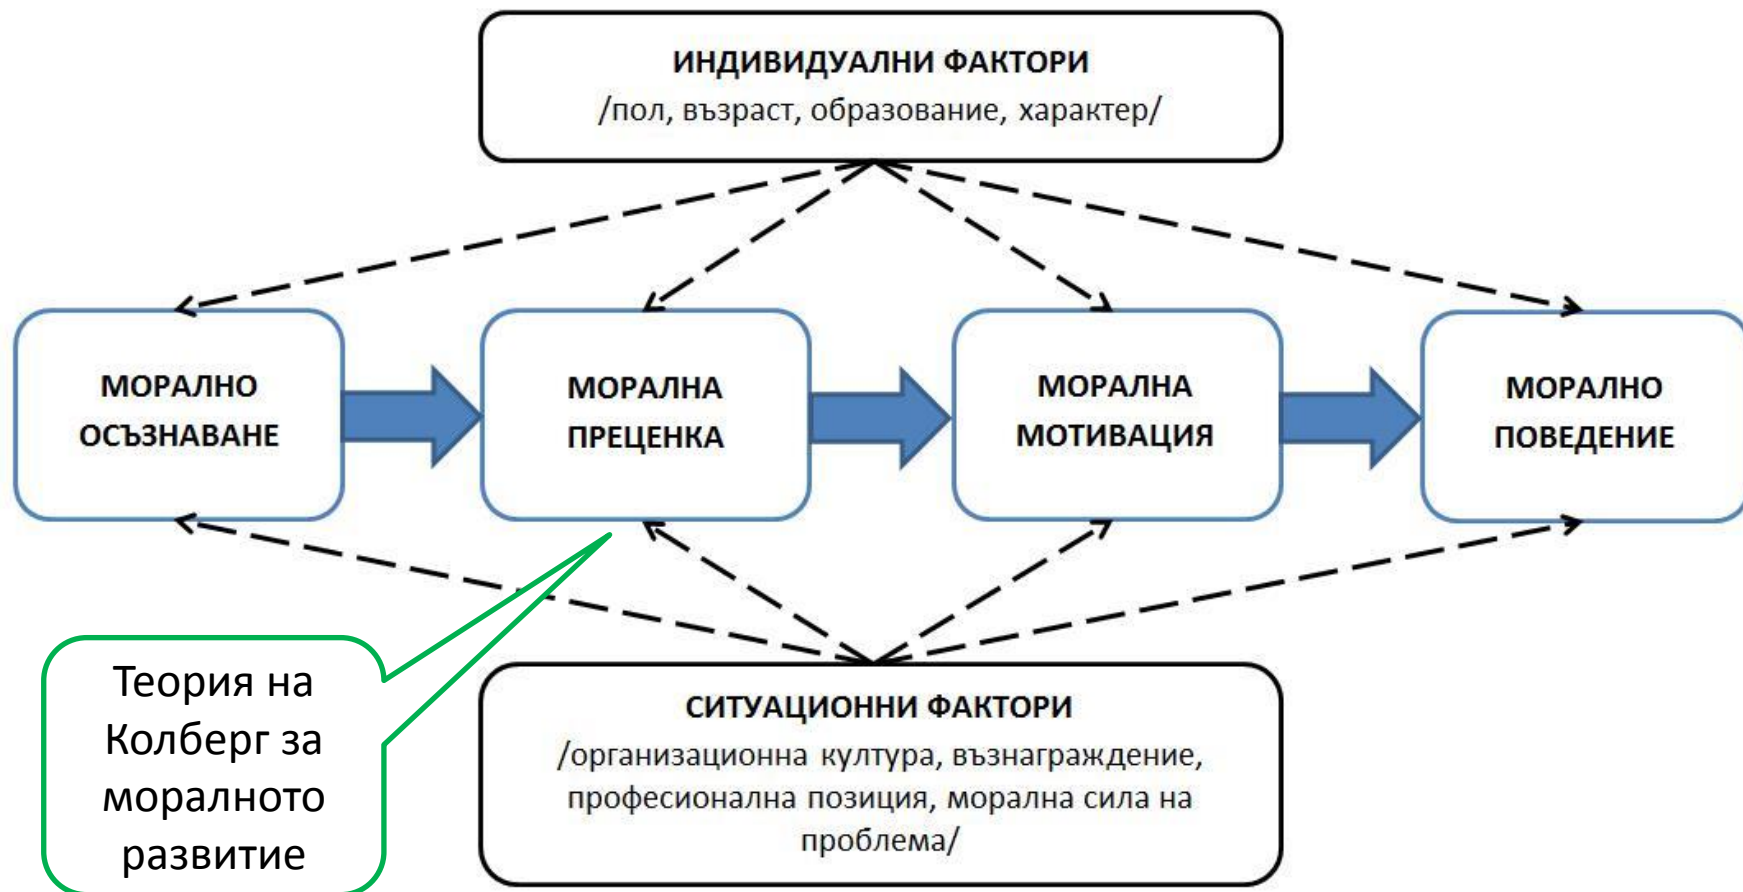 ИНДИВИДУАЛНИ ФАКТОРИ
/пол, възраст, образование, характер/
МОРАЛНО
ОСЪЗНАВАНЕ
МОРАЛНА
ПРЕЦЕНКА
МОРАЛНА
МОТИВАЦИЯ
МОРАЛНО
ПОВЕДЕНИЕ
Теория на
Колберг за
моралното
развитие
СИТУАЦИОННИ ФАКТОРИ
/организационна култура, възнаграждение,
професионална позиция, морална сила на
проблема/